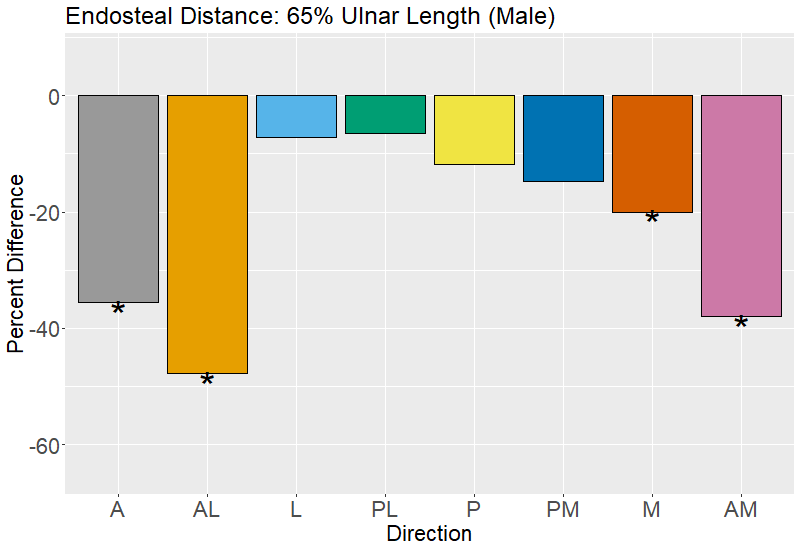 Endosteal Distance: 65% Ulnar Length (Male)
Percent Difference
0
-20
-40
-60
* * * *
A AL L PL P PM M AM
Direction